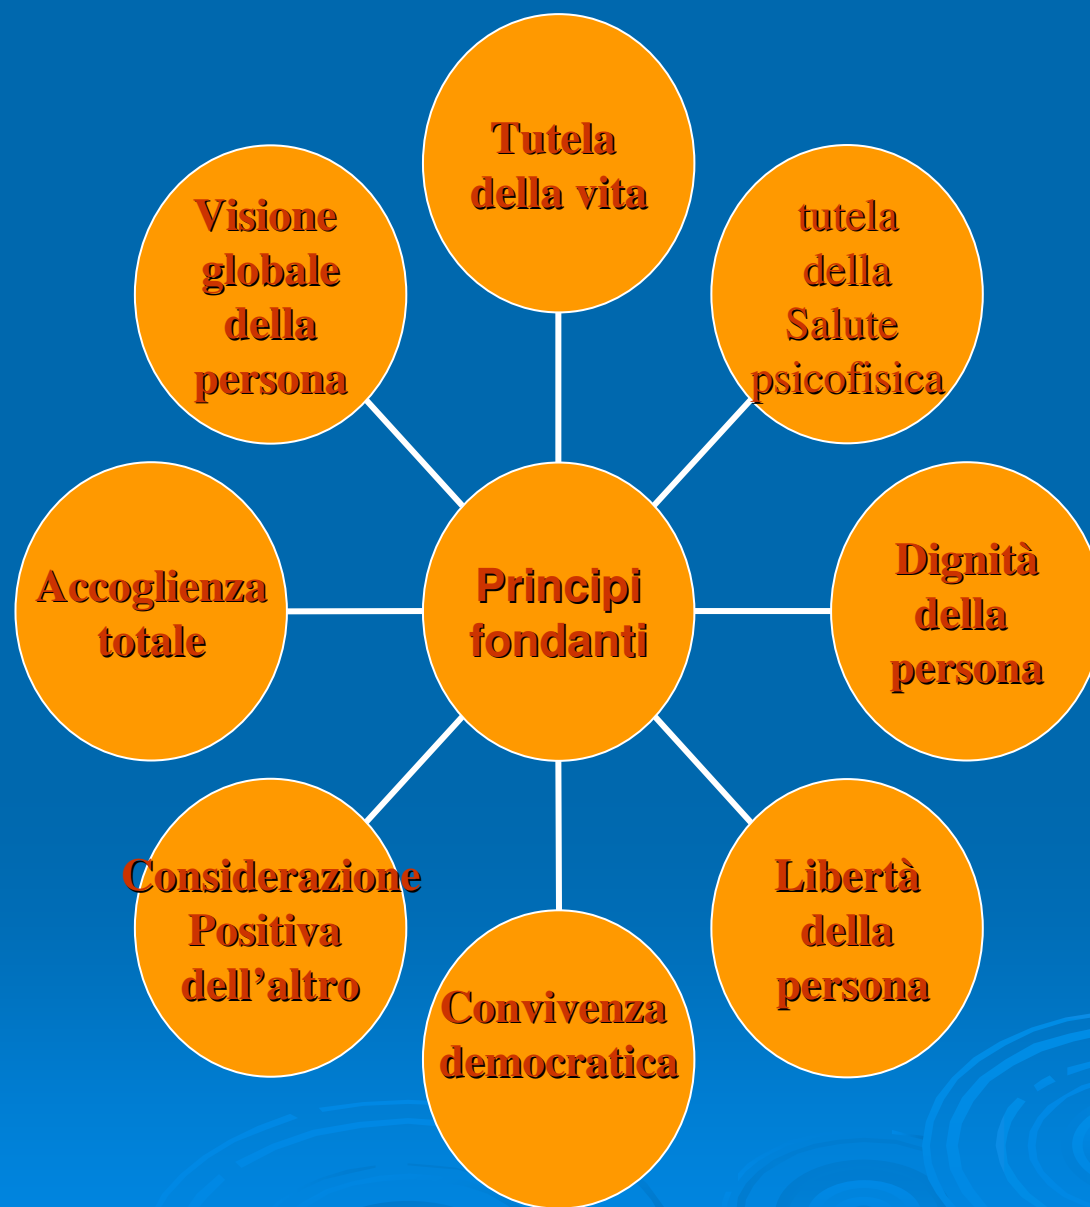 Tutela
della vita
Visione
globale
della
persona
tutela
della
Salute
psicofisica
Accoglienza
totale
Principi
fondanti
Dignità
della
persona
Considerazione
Positiva
dell’altro
Libertà
della
persona
Convivenza
democratica